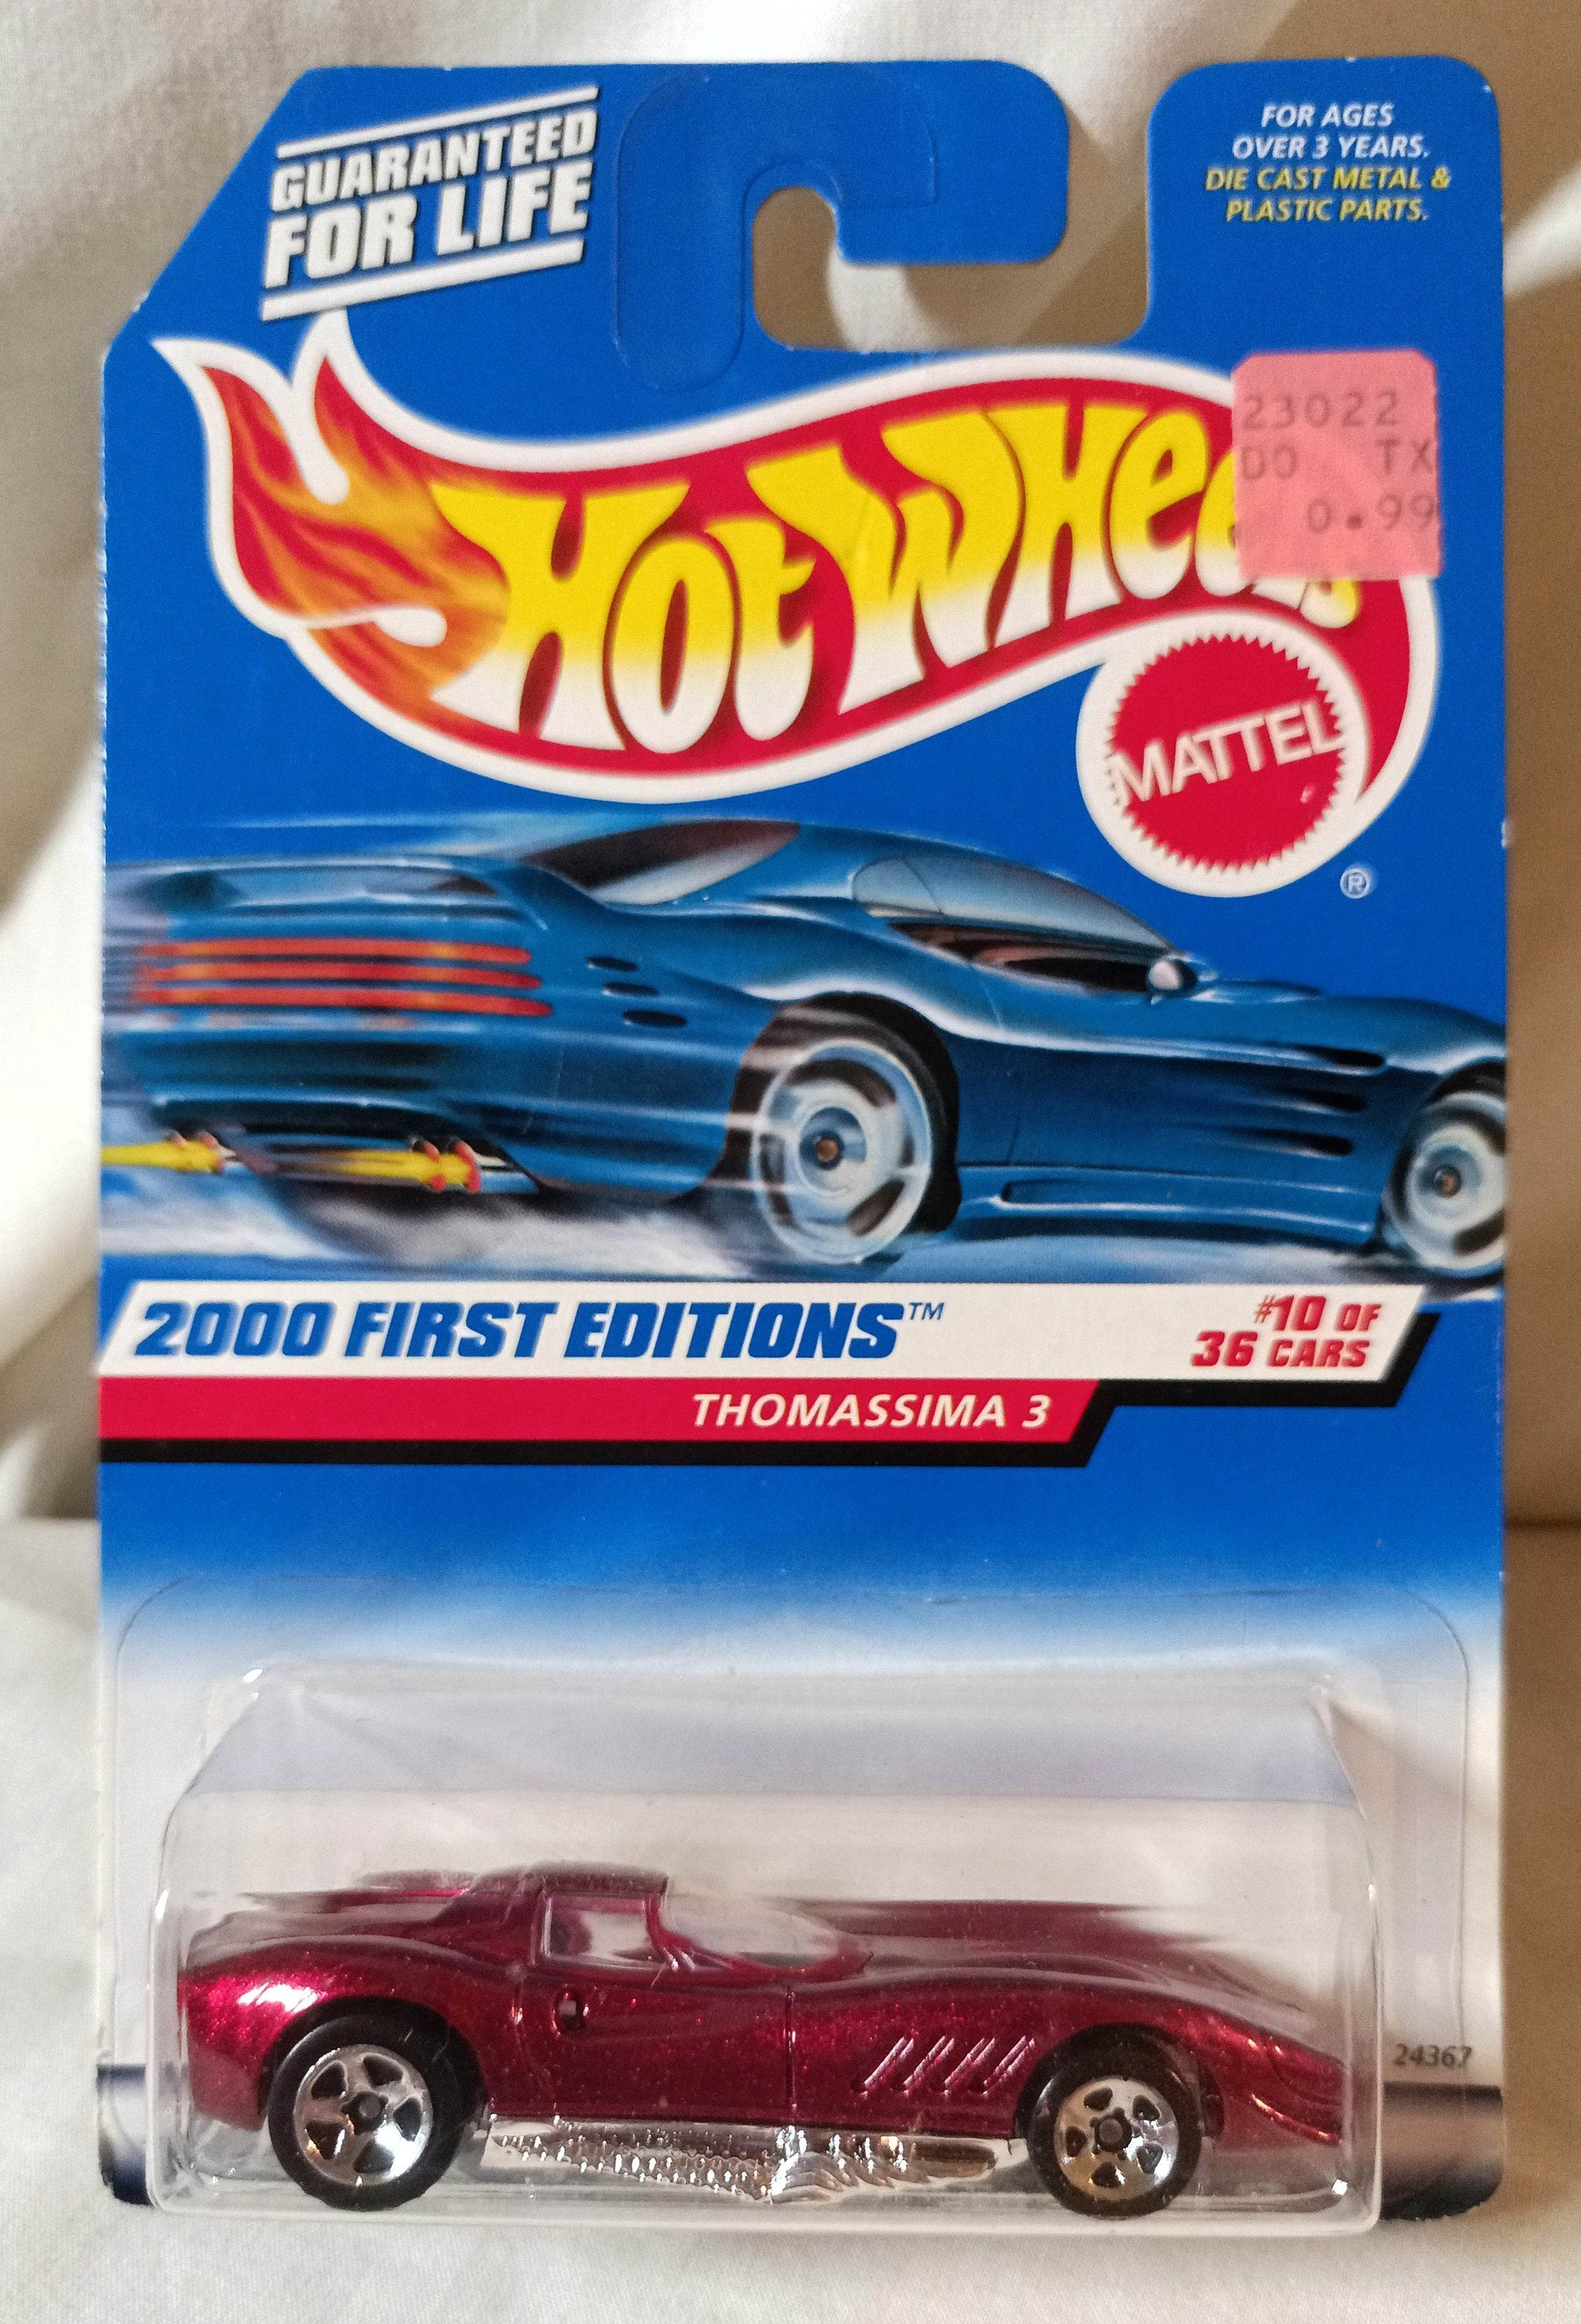 GUARANTEED
FOR LIFE
FOR AGES
OVER 3 YEARS.
DIE CAST METAL &
PLASTIC PARTS.
HOT WHEELS
23022
DO TX
0.99
MATTEL
®
2000 FIRST EDITIONS™
#10 OF
36 CARS
THOMASSIMA 3
24367